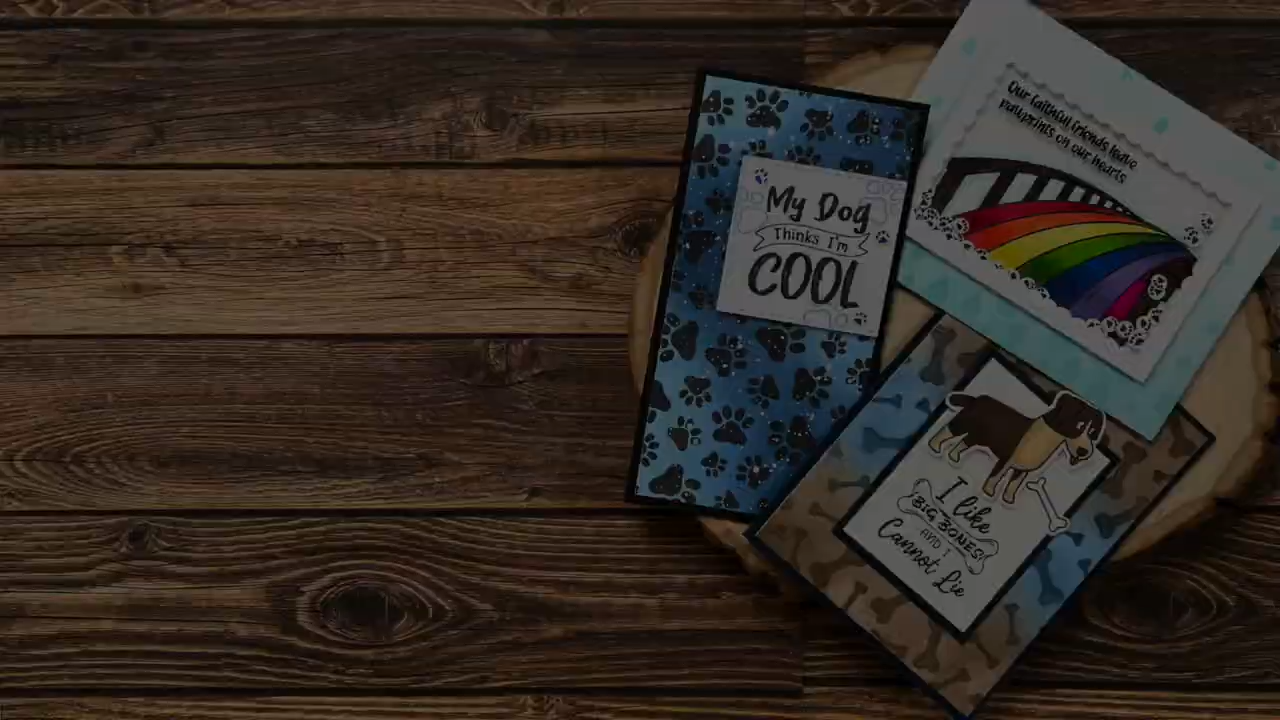 My Dog
Thinks I'm
COOL
Our faithful friends leave
pawprints on our hearts
I like
BIG BONES
AND I
Cannot Lie